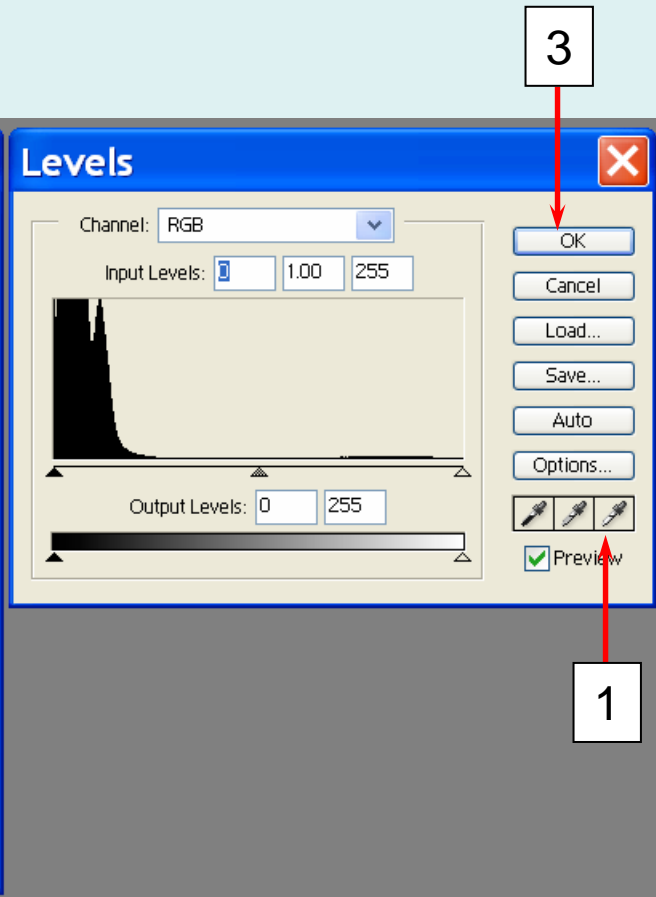 3
Levels
Channel: RGB
OK
Input Levels: 0 1.00 255
Cancel
Load...
Save...
Auto
Options...
Output Levels: 0 255
Preview
1